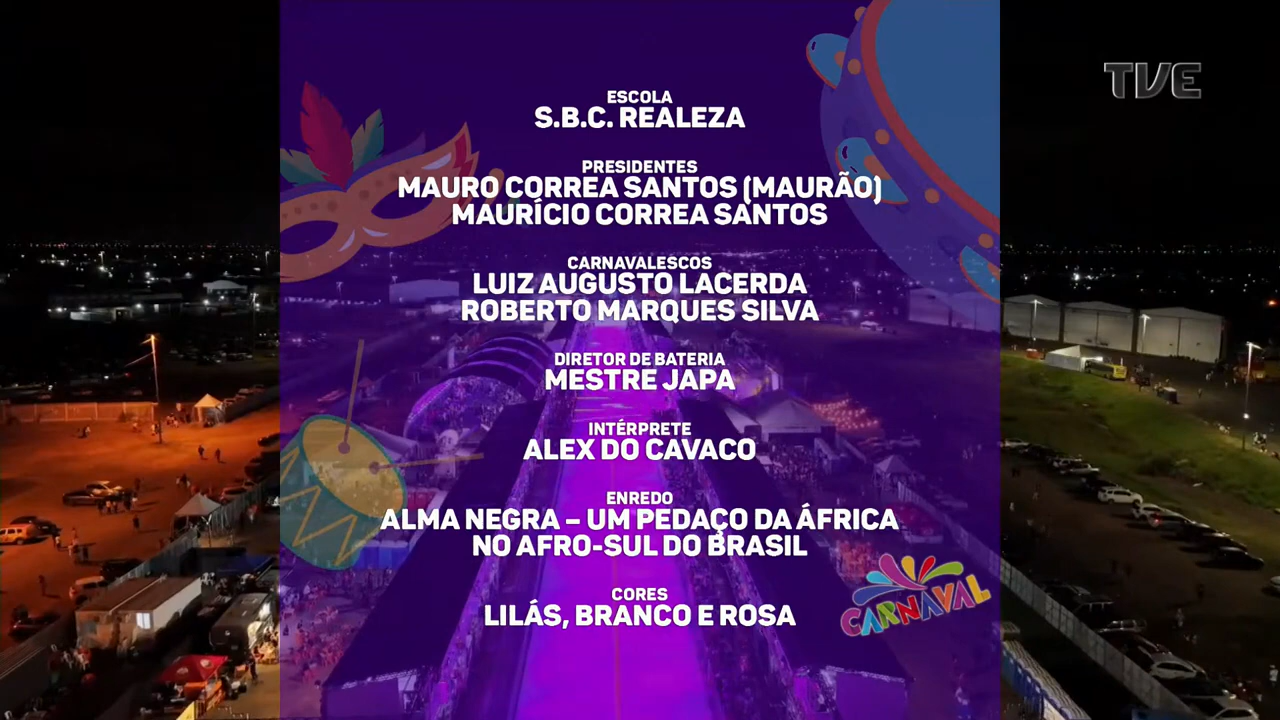 TVE
ESCOLA
S.B.C. REALEZA
PRESIDENTES
MAURO CORREA SANTOS (MAURÃO)
MAURÍCIO CORREA SANTOS
CARNAVALESCOS
LUIZ AUGUSTO LACERDA
ROBERTO MARQUES SILVA
DIRETOR DE BATERIA
MESTRE JAPA
INTÉRPRETE
ALEX DO CAVACO
ENREDO
ALMA NEGRA – UM PEDAÇO DA ÁFRICA
NO AFRO-SUL DO BRASIL
CORES
LILÁS, BRANCO E ROSA
CARNAVAL